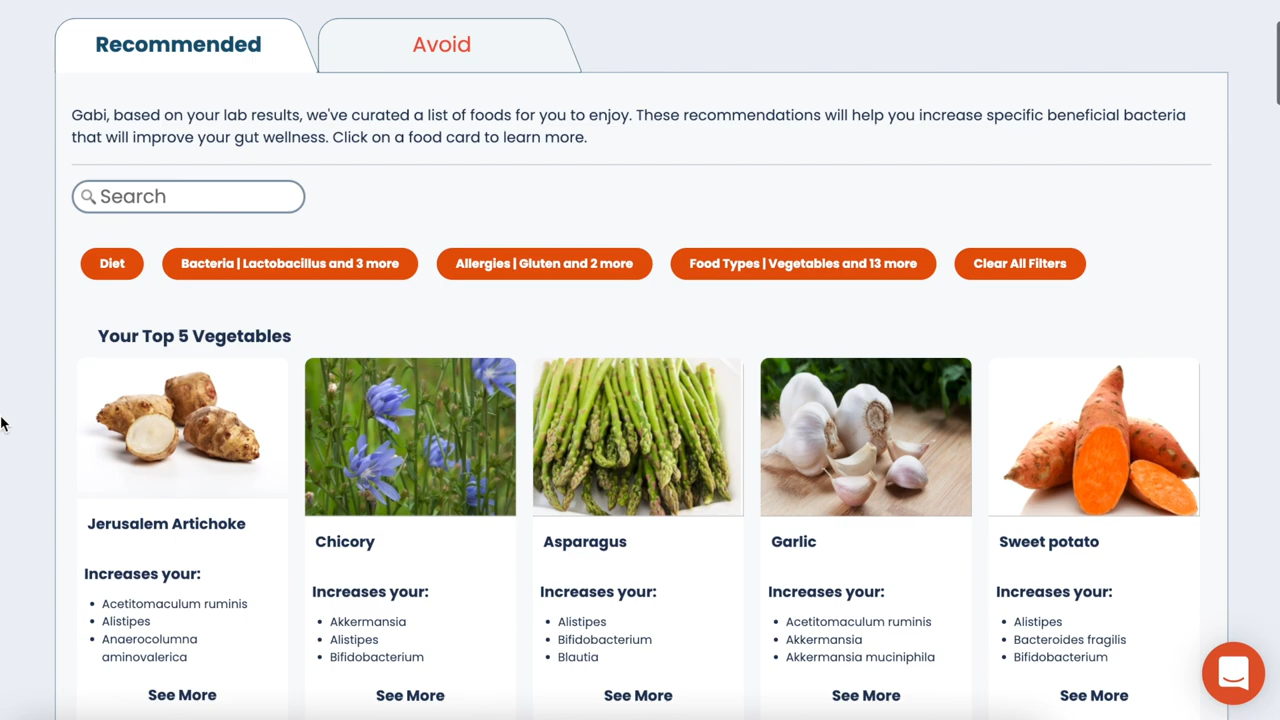 Recommended
Avoid
Gabi, based on your lab results, we've curated a list of foods for you to enjoy. These recommendations will help you increase specific beneficial bacteria
that will improve your gut wellness. Click on a food card to learn more.
Search
Diet
Bacteria | Lactobacillus and 3 more
Allergies | Gluten and 2 more
Food Types | Vegetables and 13 more
Clear All Filters
Your Top 5 Vegetables
Jerusalem Artichoke
Increases your:
• Acetitomaculum ruminis
• Alistipes
• Anaerocolumna
aminovalerica
See More
Chicory
Increases your:
• Akkermansia
• Alistipes
• Bifidobacterium
See More
Asparagus
Increases your:
• Alistipes
• Bifidobacterium
• Blautia
See More
Garlic
Increases your:
• Acetitomaculum ruminis
• Akkermansia
• Akkermansia muciniphila
See More
Sweet potato
Increases your:
• Alistipes
• Bacteroides fragilis
• Bifidobacterium
See More